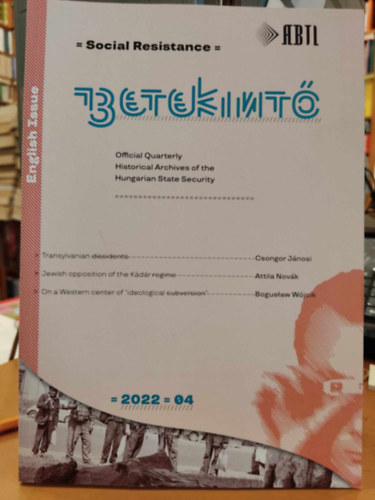 = Social Resistance =
ÁBTL
BETEKINTŐ
English Issue
Official Quarterly
Historical Archives of the
Hungarian State Security
> Transylvanian dissidents Csongor Jánosi
> Jewish opposition of the Kádár regime Attila Novák
> On a Western center of "ideological subversion" Bogusław Wójcik
= 2022 = 04